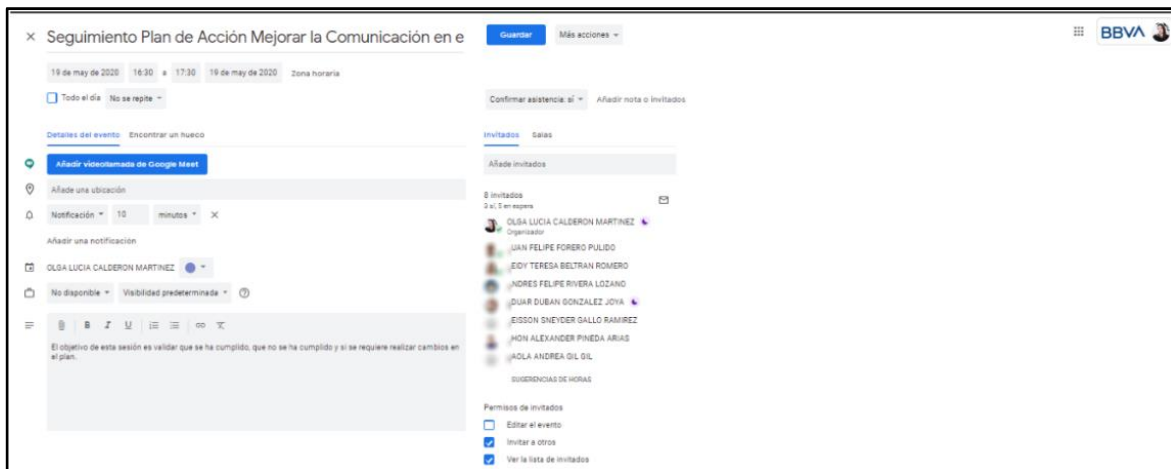 Seguimiento Plan de Acción Mejorar la Comunicación en e
Guardar
Más acciones
BBVA
19 de may de 2020 16:30 a 17:30 19 de may de 2020 Zona horaria
Todo el día No se repite
Confirmar asistencia: sí Añadir nota o invitados
Detalles del evento Encontrar un hueco
Invitados Salas
Añadir videollamada de Google Meet
Añade invitados
Añade una ubicación
8 invitados
3 sí, 5 en espera
Notificación 10 minutos
OLGA LUCIA CALDERON MARTINEZ
Organizador
Añadir una notificación
UAN FELIPE FORERO PULIDO
EIDY TERESA BELTRAN ROMERO
OLGA LUCIA CALDERON MARTINEZ
NDRES FELIPE RIVERA LOZANO
No disponible Visibilidad predeterminada
DUAR DUBAN GONZALEZ JOYA
EISSON SNEYDER GALLO RAMIREZ
B I U
HON ALEXANDER PINEDA ARIAS
El objetivo de esta sesión es validar que se ha cumplido, que no se ha cumplido y si se requiere realizar cambios en
el plan.
AOLA ANDREA GIL GIL
SUGERENCIAS DE HORAS
Permisos de invitados
Editar el evento
Invitar a otros
Ver la lista de invitados